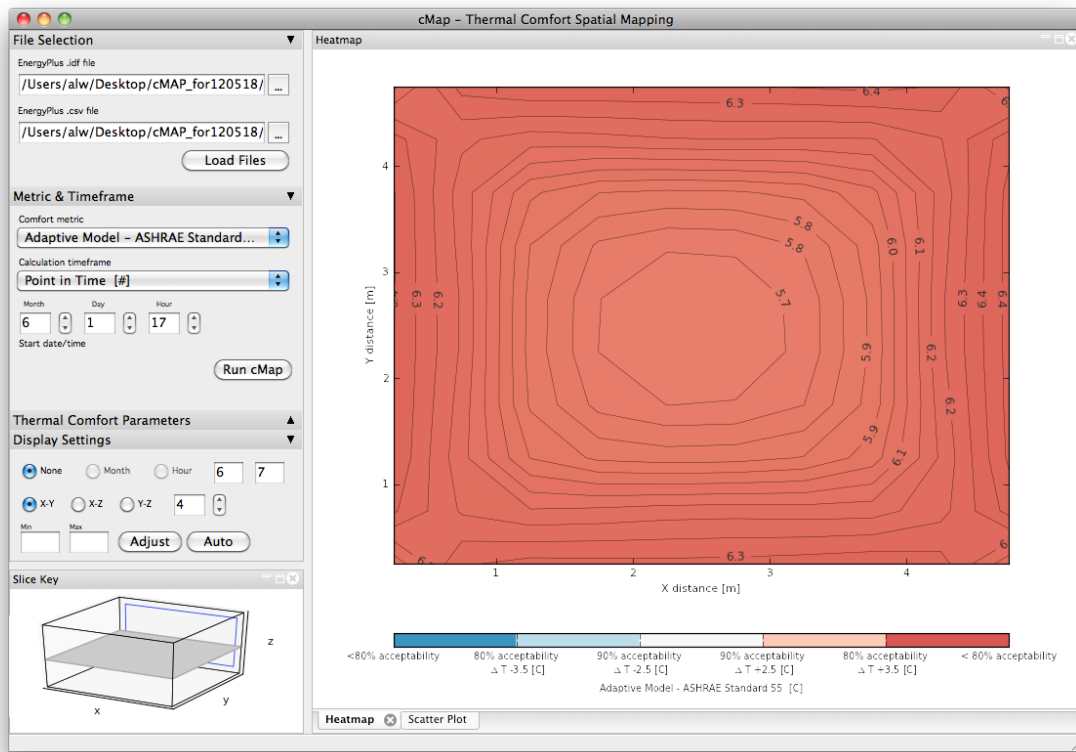 cMap – Thermal Comfort Spatial Mapping
File Selection
EnergyPlus .idf file
/Users/alw/Desktop/cMAP_for120518/
...
EnergyPlus .csv file
/Users/alw/Desktop/cMAP_for120518/
...
Load Files
Metric & Timeframe
Comfort metric
Adaptive Model – ASHRAE Standard...
Calculation timeframe
Point in Time [#]
Month Day Hour
6 1 17
Start date/time
Run cMap
Thermal Comfort Parameters
Display Settings
None Month Hour 6 7
X-Y X-Z Y-Z 4
Min Max
Adjust Auto
Slice Key
z
y
x
Heatmap
6.4
6.3
4
5.8
5.8
6.0
6.1
3
5.7
6.3
6.2
6.3
6.4
6.4
Y distance [m]
5.9
6.2
2
6.2
5.9
6.1
1
6.3
1 2 3 4
X distance [m]
<80% acceptability 80% acceptability 90% acceptability 90% acceptability 80% acceptability < 80% acceptability
Δ T -3.5 [C] Δ T -2.5 [C] Δ T +2.5 [C] Δ T +3.5 [C]
Adaptive Model - ASHRAE Standard 55 [C]
Heatmap Scatter Plot